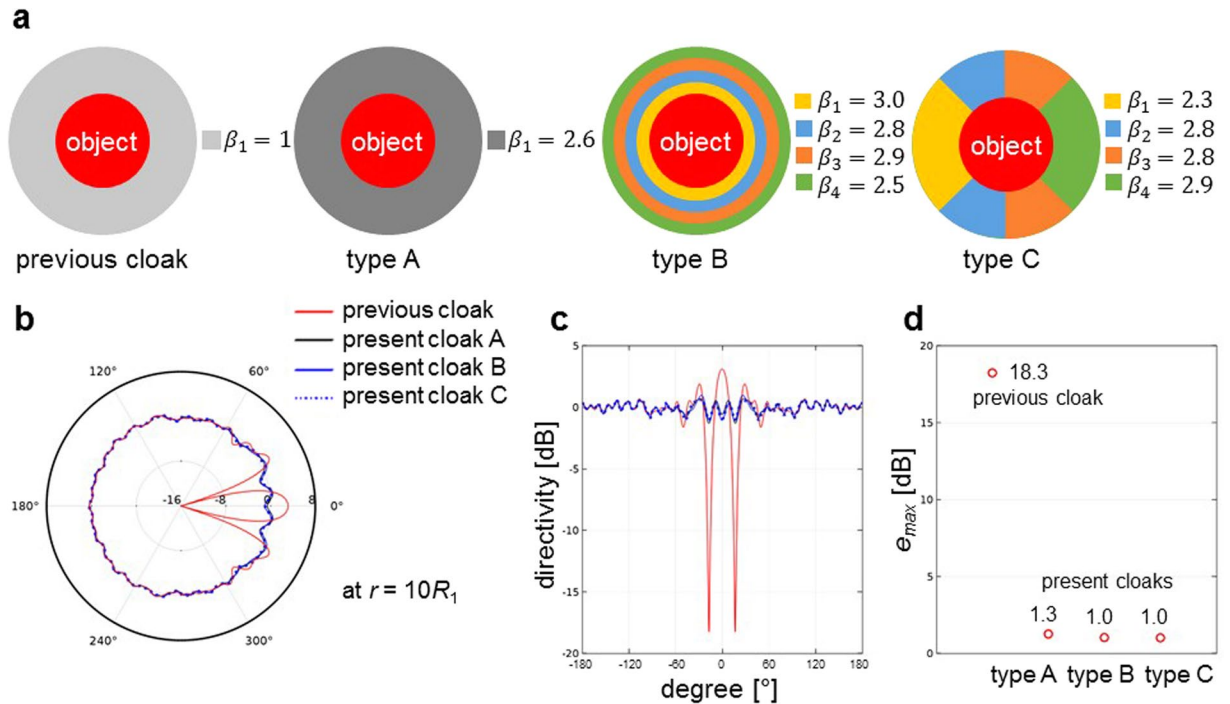 a
object
β₁ = 1
previous cloak
object
β₁ = 2.6
type A
object
β₁ = 3.0
β₂ = 2.8
β₃ = 2.9
β₄ = 2.5
type B
object
β₁ = 2.3
β₂ = 2.8
β₃ = 2.8
β₄ = 2.9
type C
b
previous cloak
present cloak A
present cloak B
present cloak C
120°
60°
180°
-16
-8
0
8
0°
240°
300°
at r = 10R₁
c
directivity [dB]
5
0
-5
-10
-15
-20
-180
-120
-60
0
60
120
180
degree [°]
d
e_max [dB]
20
15
10
5
0
18.3
previous cloak
present cloaks
1.3
1.0
1.0
type A
type B
type C